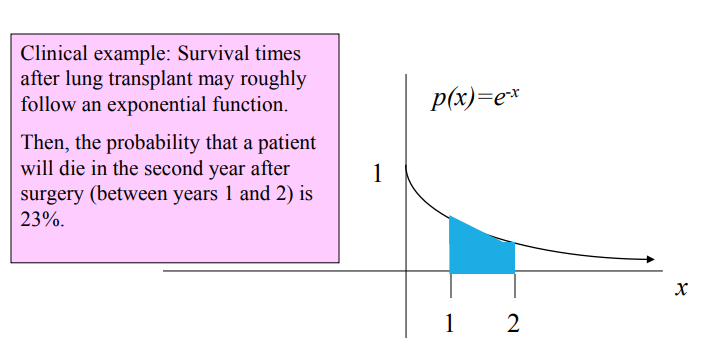 Clinical example: Survival times
after lung transplant may roughly
follow an exponential function.
Then, the probability that a patient
will die in the second year after
surgery (between years 1 and 2) is
23%.
p(x)=e⁻ˣ
1
x
1 2